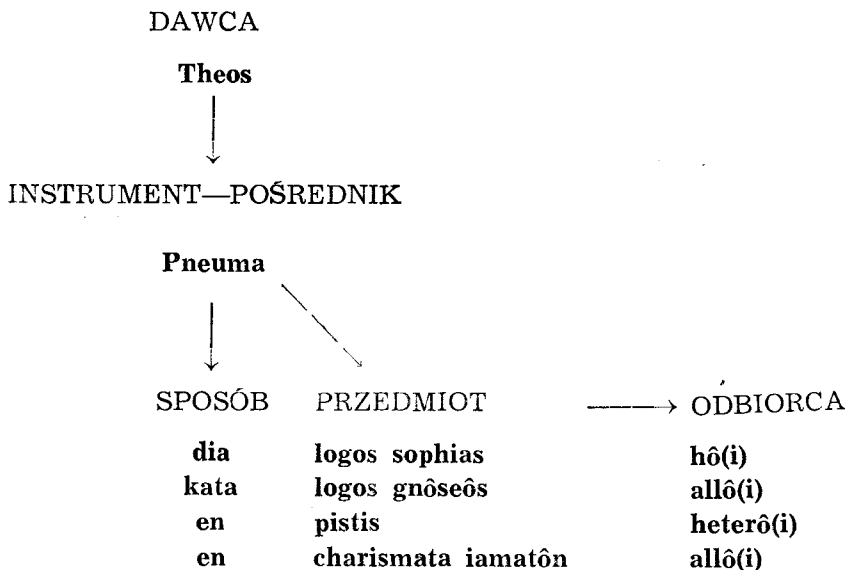 DAWCA
Theos
INSTRUMENT—POŚREDNIK
Pneuma
SPOSÓB PRZEDMIOT ODBIORCA
dia logos sophias hô(i)
kata logos gnôseôs allô(i)
en pistis heterô(i)
en charismata iamatôn allô(i)